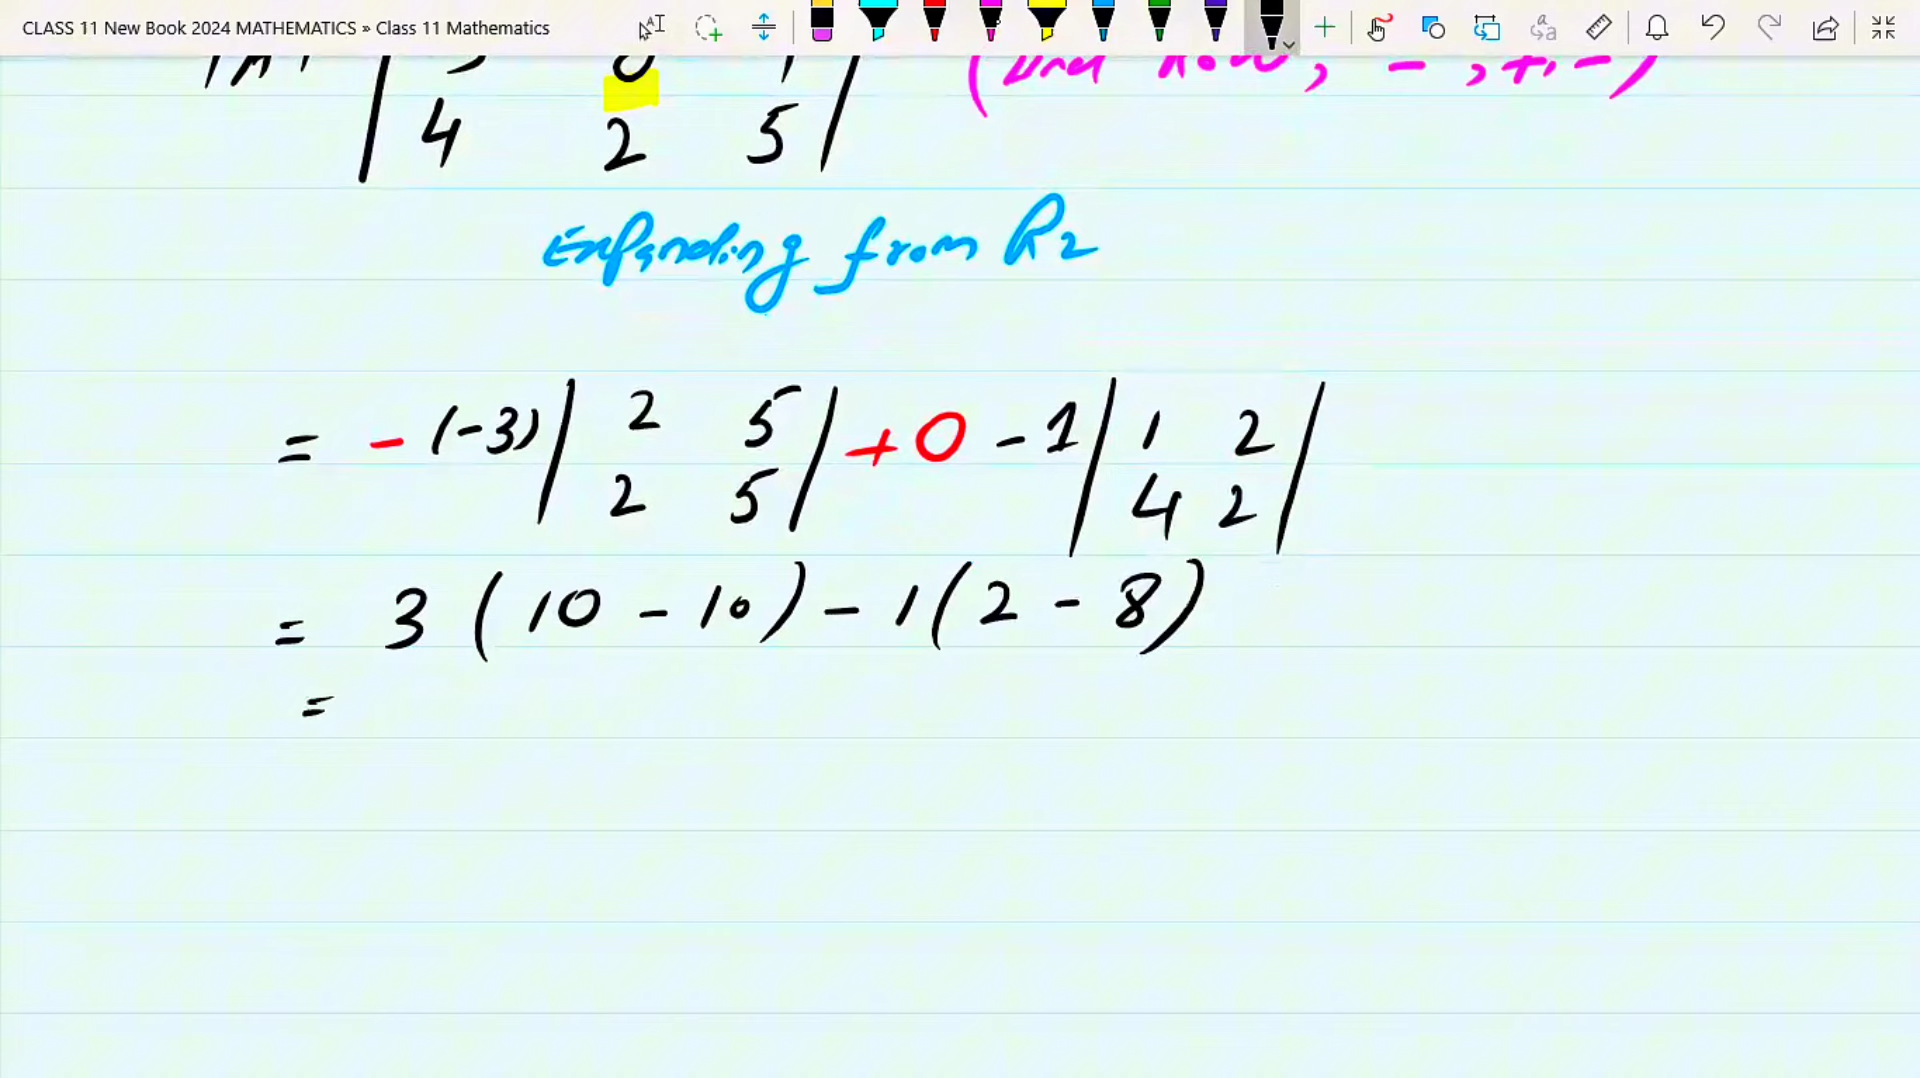 CLASS 11 New Book 2024 MATHEMATICS » Class 11 Mathematics
4 2 5
Expanding from R2
= - (-3) | 2 5 | + 0 - 1 | 1 2 |
2 5 4 2
= 3 ( 10 - 10 ) - 1 ( 2 - 8 )
=